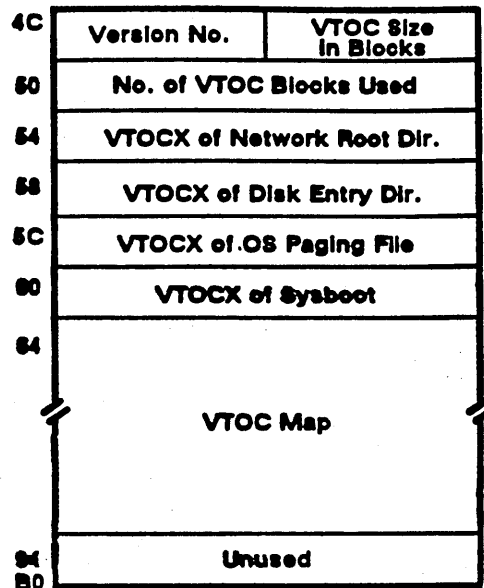 4C Version No. VTOC Size
in Blocks
50 No. of VTOC Blocks Used
54 VTOCX of Network Root Dir.
58 VTOCX of Disk Entry Dir.
5C VTOCX of OS Paging File
60 VTOCX of Sysboot
64
VTOC Map
94 Unused
B0